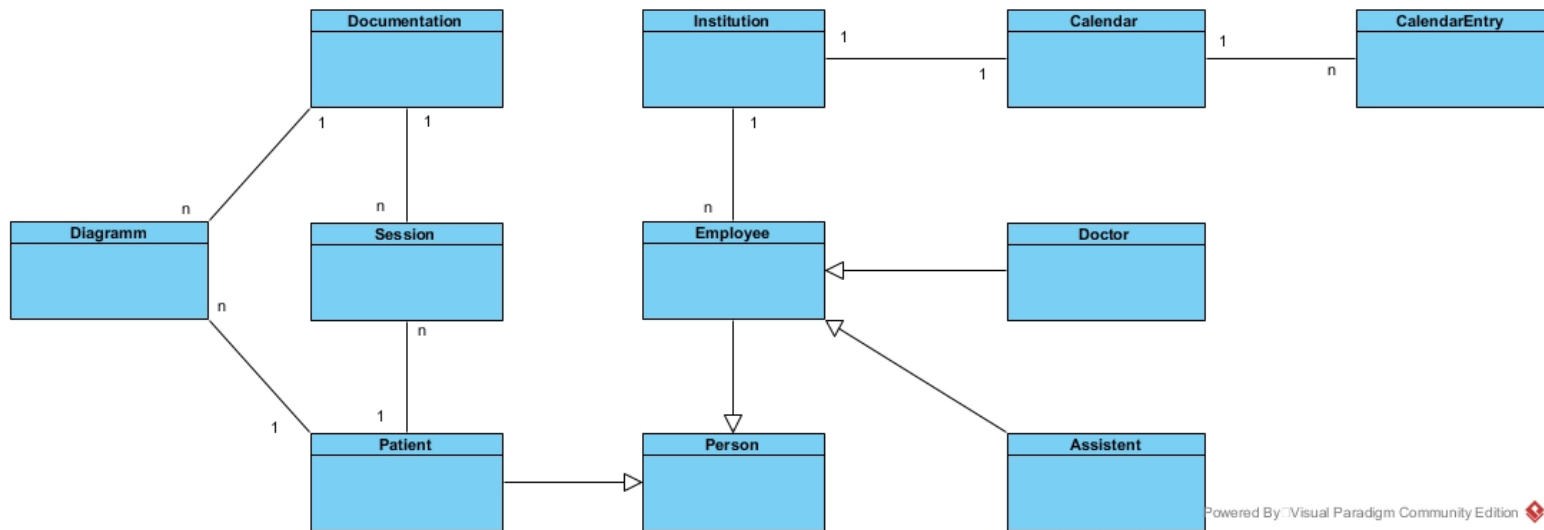 Documentation
Institution
Calendar
CalendarEntry
1
1
1
n
1
1
1
n
n
n
Diagramm
Session
Employee
Doctor
n
n
1
1
Patient
Person
Assistent
Powered By Visual Paradigm Community Edition